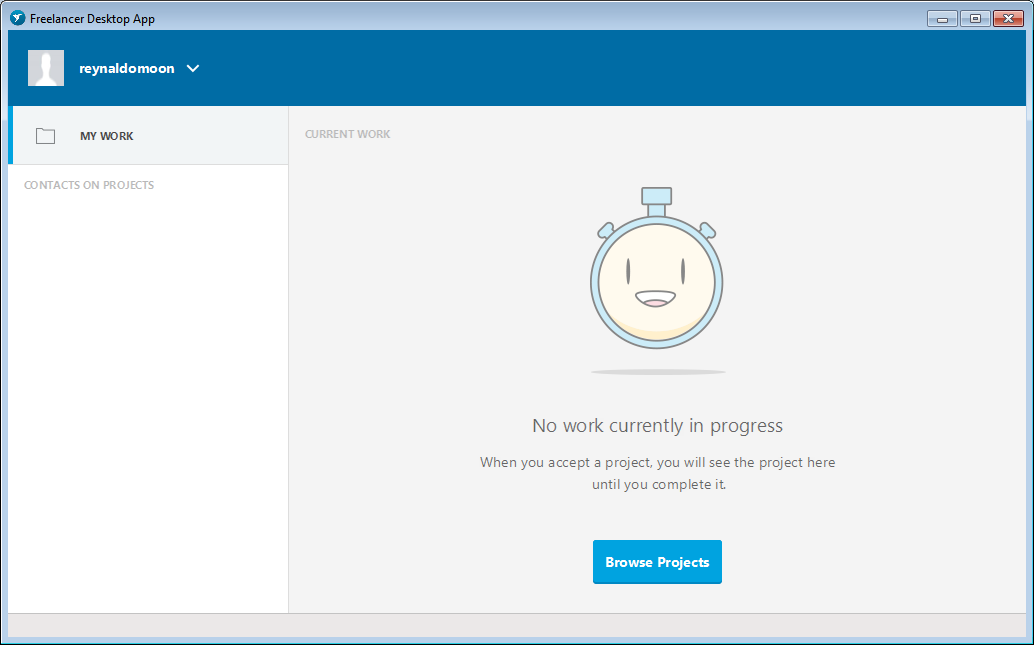 Freelancer Desktop App
reynaldomoon
MY WORK
CONTACTS ON PROJECTS
CURRENT WORK
No work currently in progress
When you accept a project, you will see the project here
until you complete it.
Browse Projects